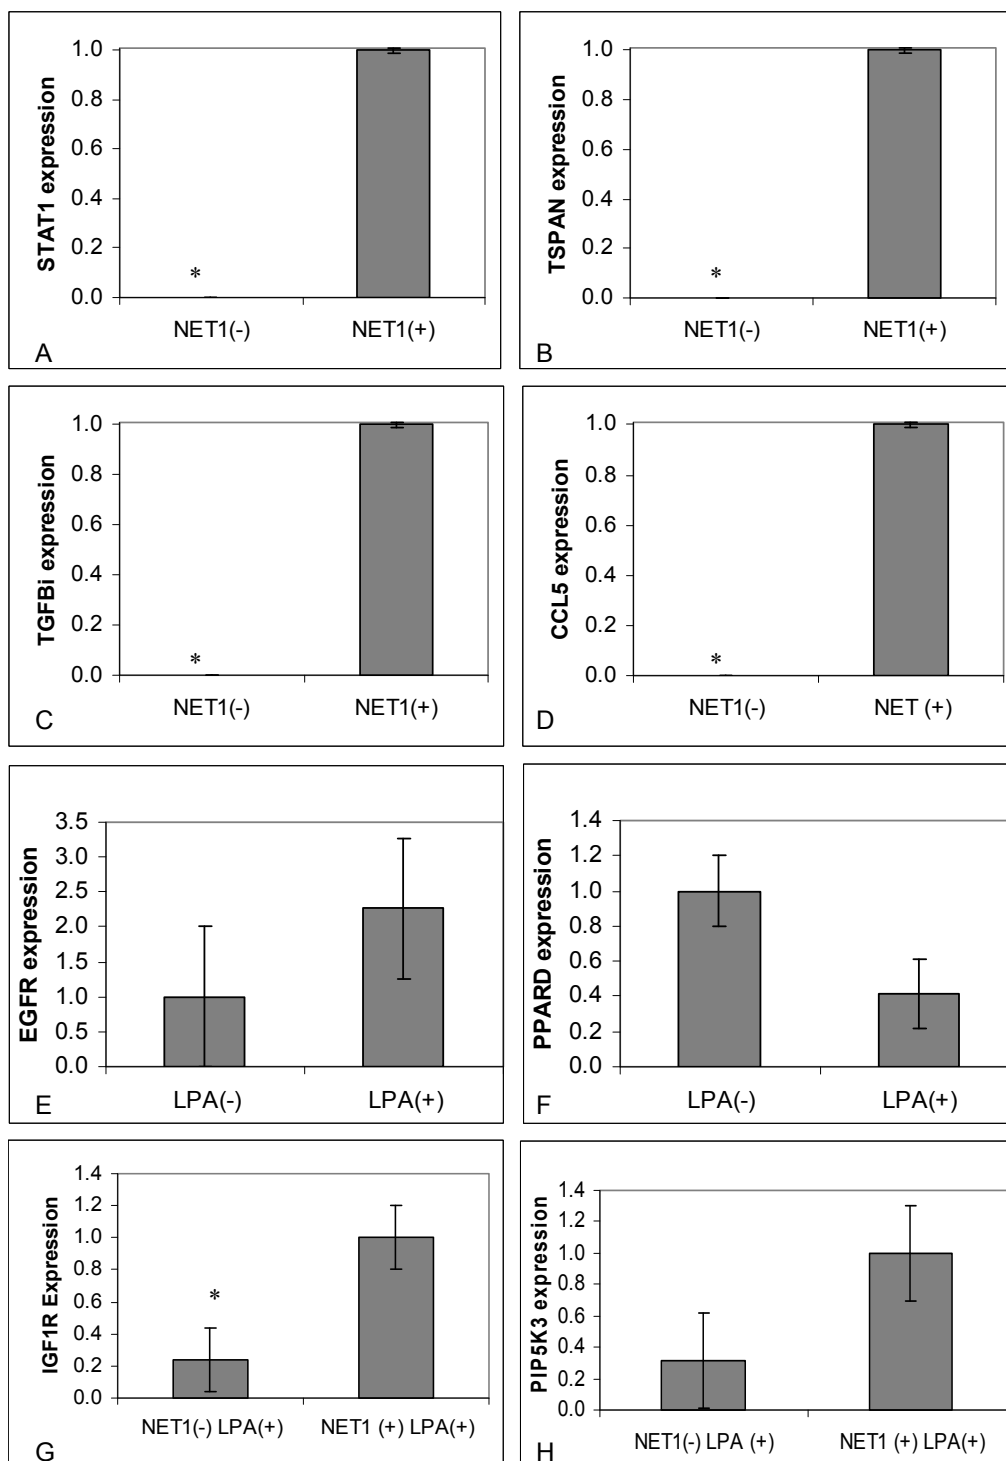 STAT1 expression
1.0
0.8
0.6
0.4
0.2
0.0
*
NET1(-)
NET1(+)
A
TSPAN expression
1.0
0.8
0.6
0.4
0.2
0.0
*
NET1(-)
NET1(+)
B
TGFBi expression
1.0
0.8
0.6
0.4
0.2
0.0
*
NET1(-)
NET1(+)
C
CCL5 expression
1.0
0.8
0.6
0.4
0.2
0.0
*
NET1(-)
NET (+)
D
EGFR expression
3.5
3.0
2.5
2.0
1.5
1.0
0.5
0.0
LPA(-)
LPA(+)
E
PPARD expression
1.4
1.2
1.0
0.8
0.6
0.4
0.2
0.0
LPA(-)
LPA(+)
F
IGF1R Expression
1.4
1.2
1.0
0.8
0.6
0.4
0.2
0.0
*
NET1(-) LPA(+)
NET1 (+) LPA(+)
G
PIP5K3 expression
1.4
1.2
1.0
0.8
0.6
0.4
0.2
0.0
NET1(-) LPA (+)
NET1 (+) LPA(+)
H